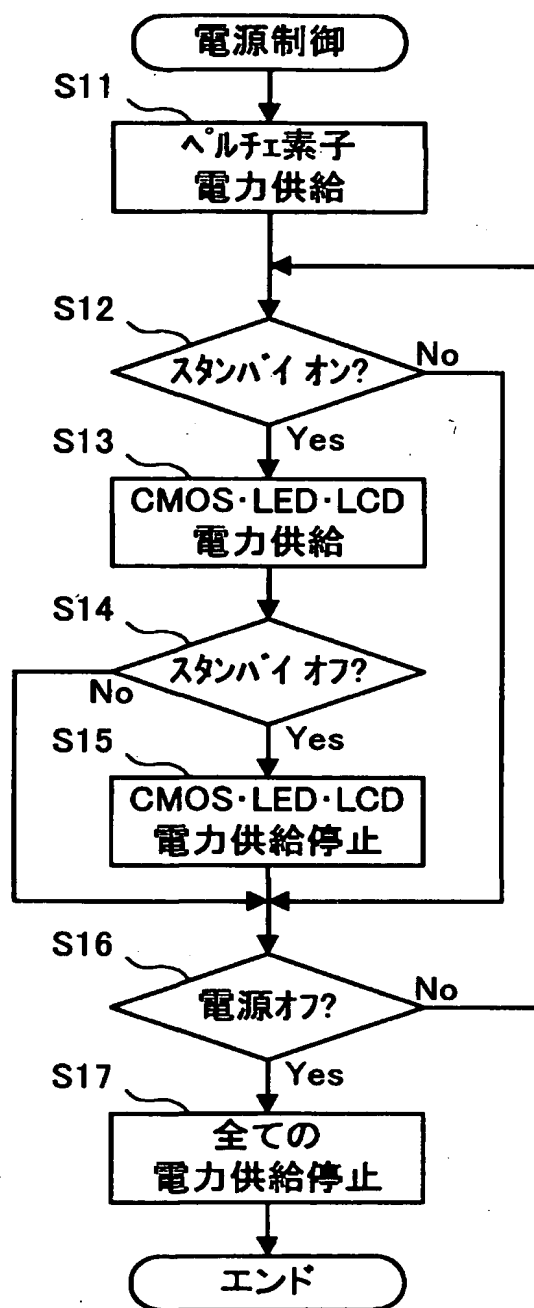 電源制御
S11
ペルチェ素子
電力供給
S12
スタンバイ オン?
No
Yes
S13
CMOS・LED・LCD
電力供給
S14
スタンバイ オフ?
No
Yes
S15
CMOS・LED・LCD
電力供給停止
S16
電源オフ?
No
Yes
S17
全ての
電力供給停止
エンド